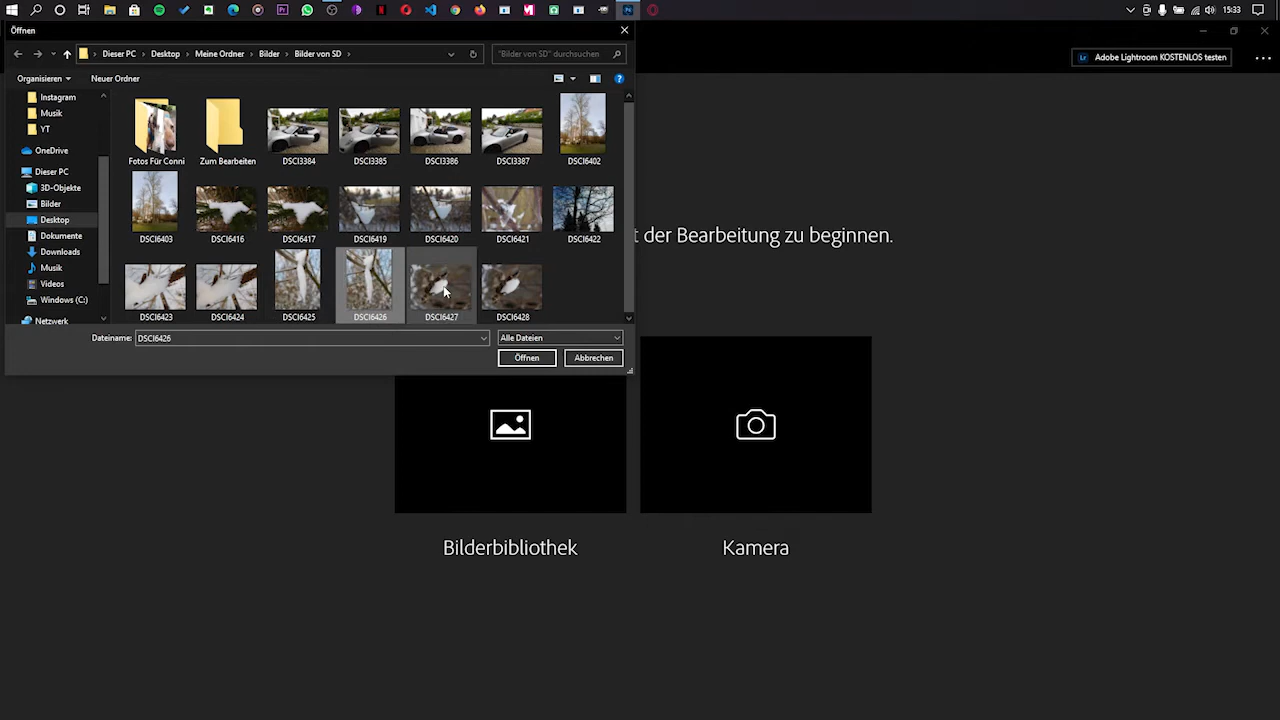 15:33
Öffnen
Dieser PC
Desktop
Meine Ordner
Bilder
Bilder von SD
"Bilder von SD" durchsuchen
Adobe Lightroom KOSTENLOS testen
Organisieren
Neuer Ordner
Instagram
Musik
YT
OneDrive
Dieser PC
3D-Objekte
Bilder
Desktop
Dokumente
Downloads
Musik
Videos
Windows (C:)
Netzwerk
Fotos Für Conni
Zum Bearbeiten
DSCI3384
DSCI3385
DSCI3386
DSCI3387
DSCI6402
DSCI6403
DSCI6416
DSCI6417
DSCI6419
DSCI6420
DSCI6421
DSCI6422
DSCI6423
DSCI6424
DSCI6425
DSCI6426
DSCI6427
DSCI6428
Dateiname:
DSCI6426
Alle Dateien
Öffnen
Abbrechen
t der Bearbeitung zu beginnen.
Bilderbibliothek
Kamera